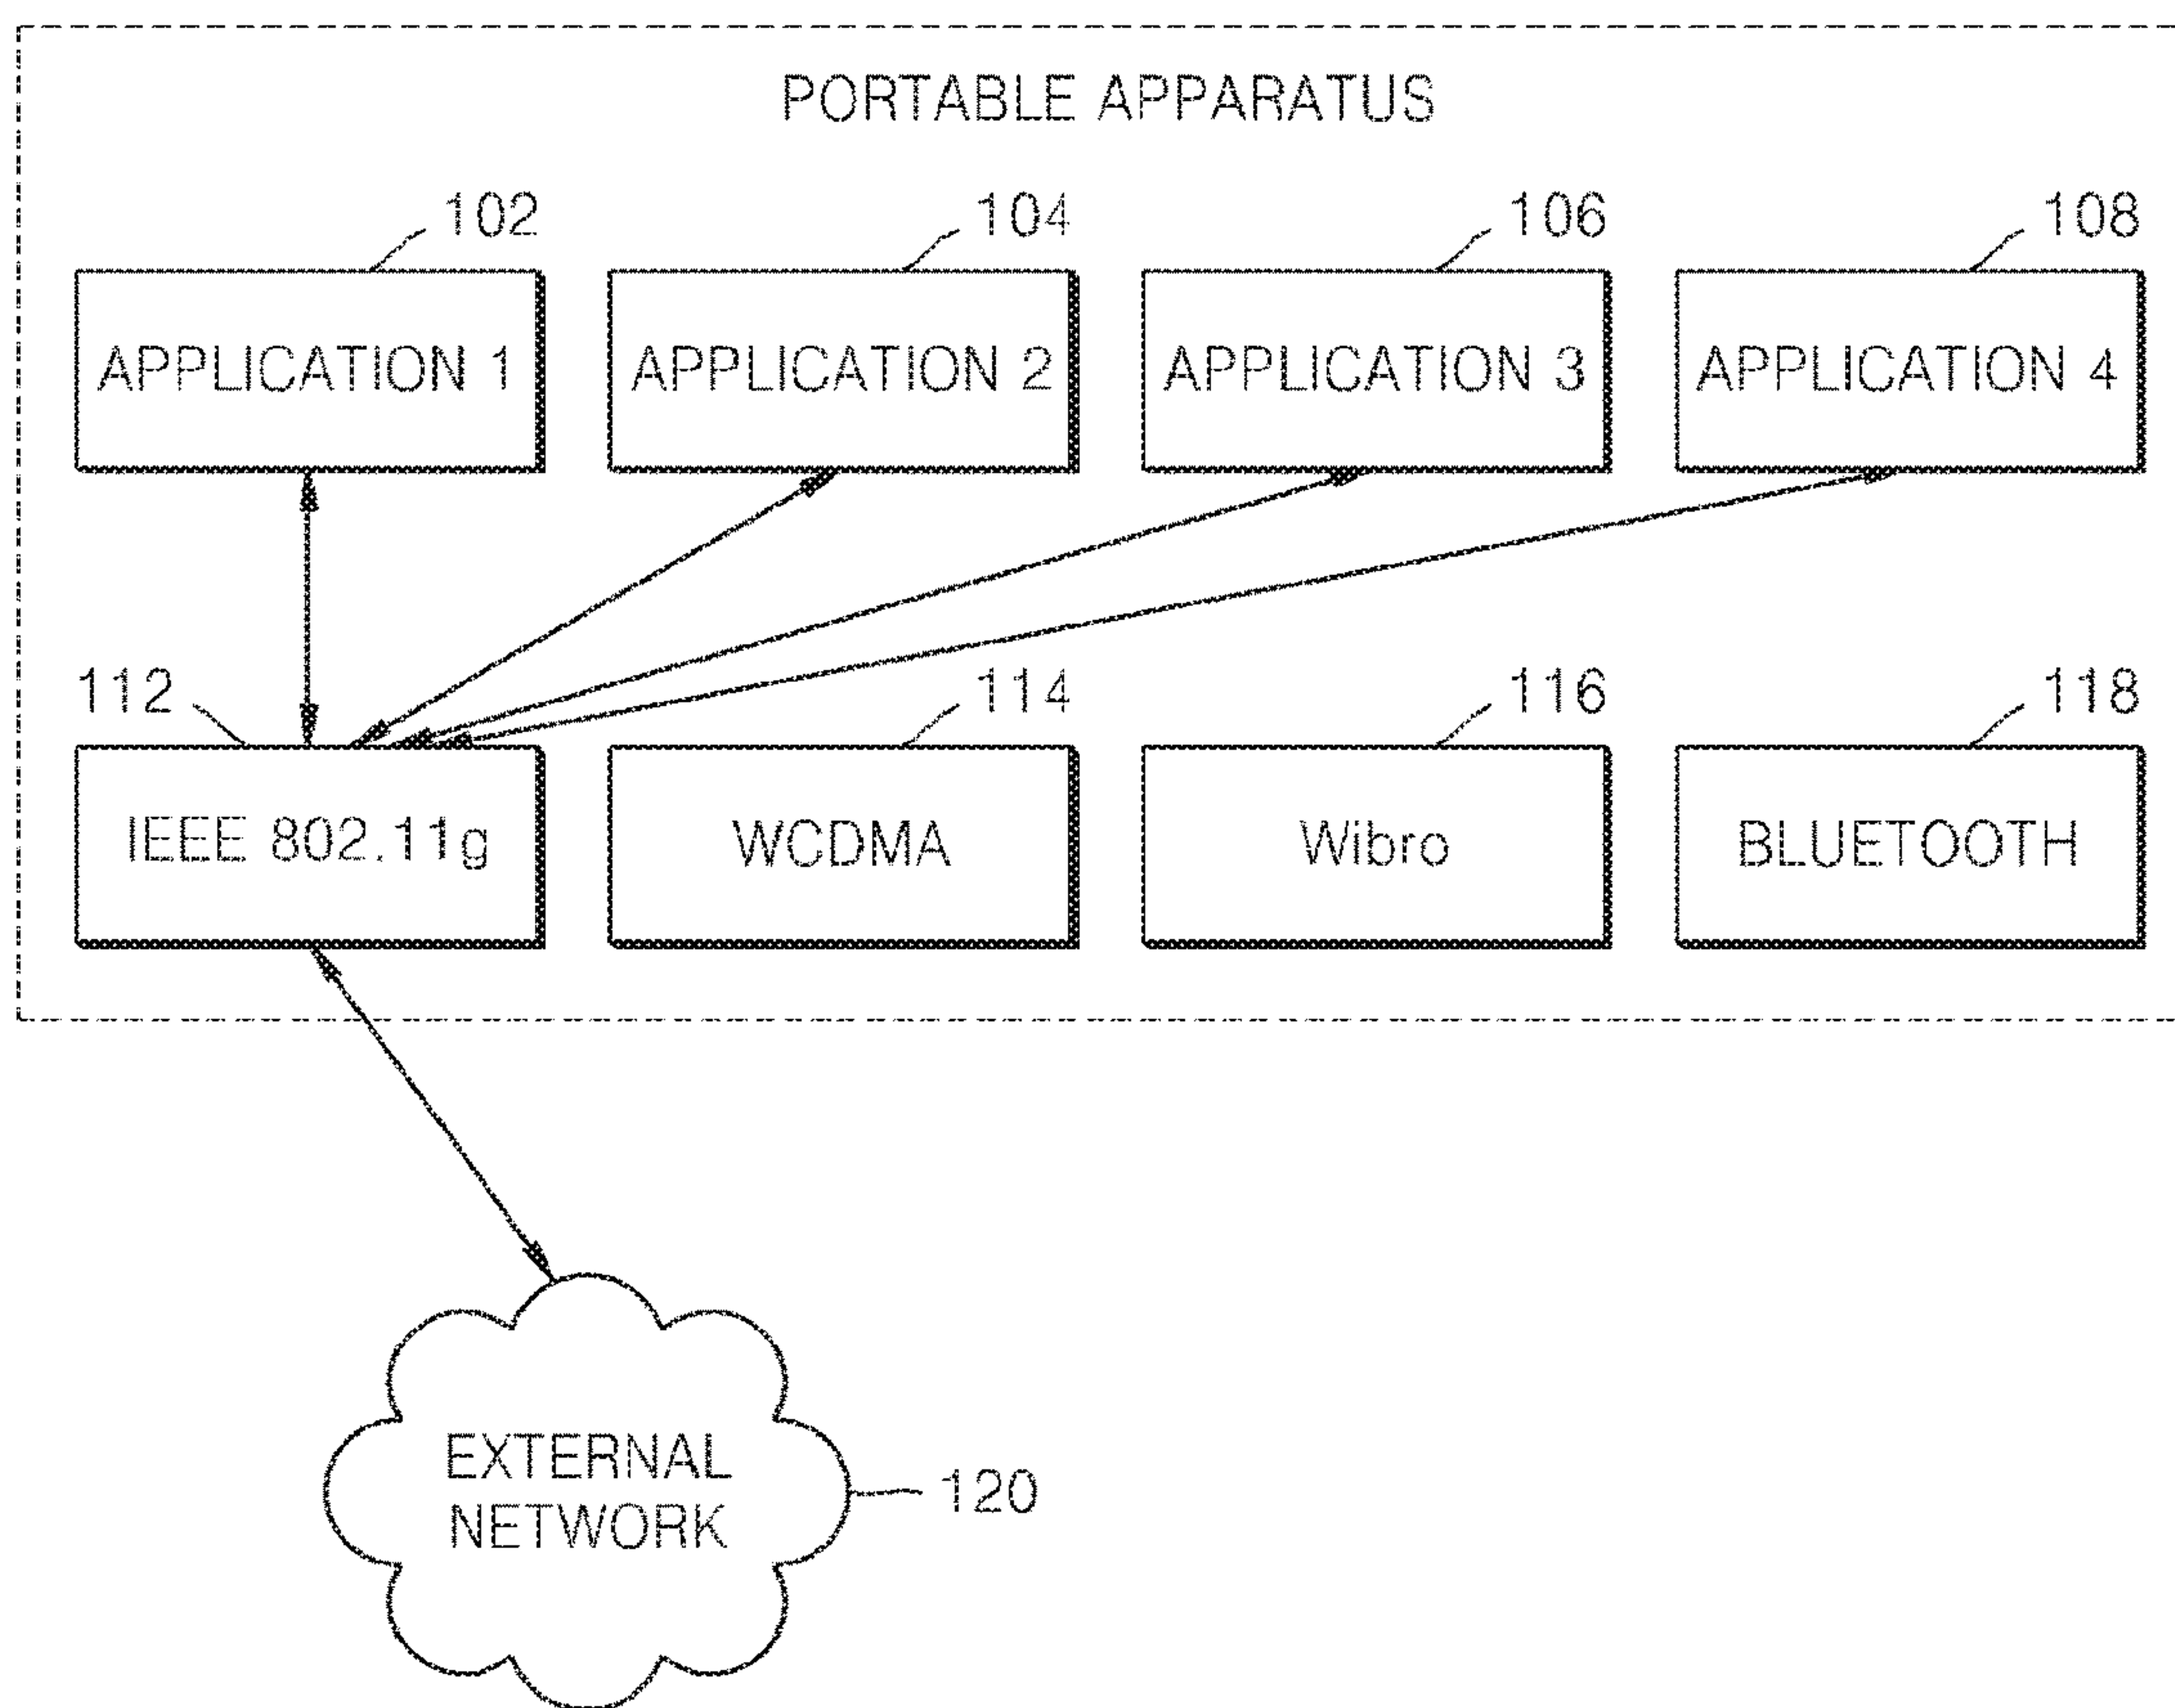 PORTABLE APPARATUS
102 104 106 108
APPLICATION 1 APPLICATION 2 APPLICATION 3 APPLICATION 4
112 114 116 118
IEEE 802.11g WCDMA Wibro BLUETOOTH
EXTERNAL
NETWORK
120